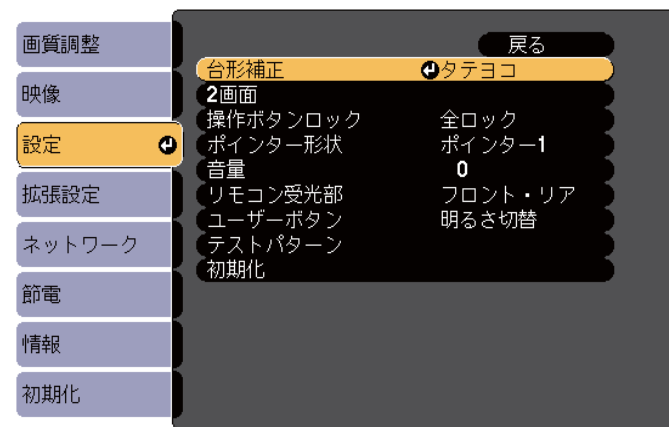 画質調整
映像
設定
拡張設定
ネットワーク
節電
情報
初期化
戻る
台形補正 タテヨコ
2画面
操作ボタンロック 全ロック
ポインター形状 ポインター1
音量 0
リモコン受光部 フロント・リア
ユーザーボタン 明るさ切替
テストパターン
初期化